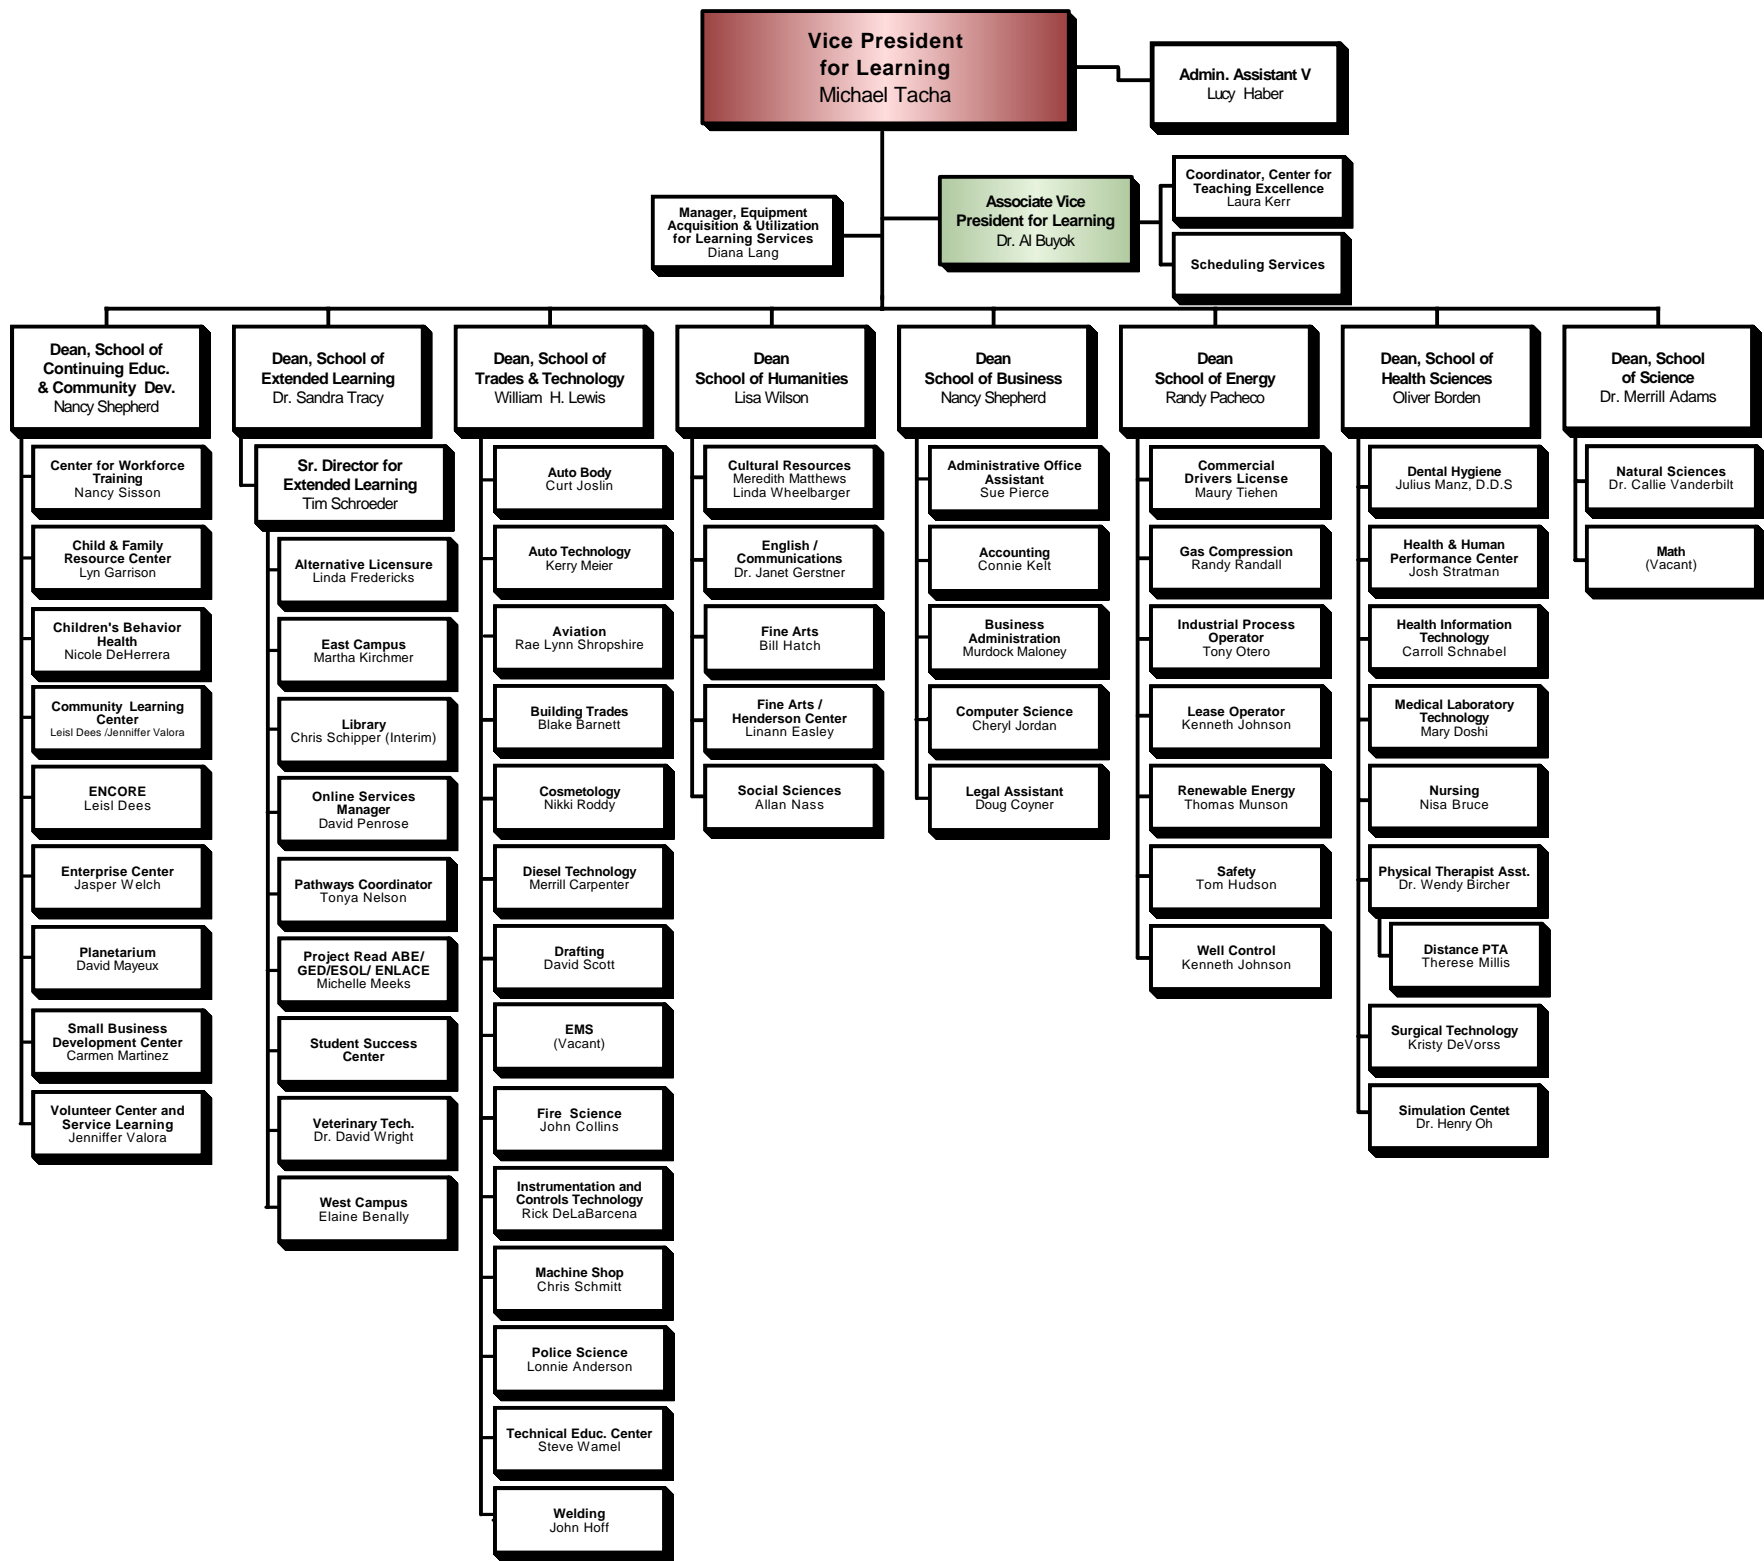 Vice President
for Learning
Michael Tacha
Admin. Assistant V
Lucy Haber
Manager, Equipment
Acquisition & Utilization
for Learning Services
Diana Lang
Associate Vice
President for Learning
Dr. Al Buyok
Coordinator, Center for
Teaching Excellence
Laura Kerr
Scheduling Services
Dean, School of
Continuing Educ.
& Community Dev.
Nancy Shepherd
Center for Workforce
Training
Nancy Sisson
Child & Family
Resource Center
Lyn Garrison
Children's Behavior
Health
Nicole DeHerrera
Community Learning
Center
Leisl Dees /Jenniffer Valora
ENCORE
Leisl Dees
Enterprise Center
Jasper Welch
Planetarium
David Mayeux
Small Business
Development Center
Carmen Martinez
Volunteer Center and
Service Learning
Jenniffer Valora
Dean, School of
Extended Learning
Dr. Sandra Tracy
Sr. Director for
Extended Learning
Tim Schroeder
Alternative Licensure
Linda Fredericks
East Campus
Martha Kirchmer
Library
Chris Schipper (Interim)
Online Services
Manager
David Penrose
Pathways Coordinator
Tonya Nelson
Project Read ABE/
GED/ESOL/ ENLACE
Michelle Meeks
Student Success
Center
Veterinary Tech.
Dr. David Wright
West Campus
Elaine Benally
Dean, School of
Trades & Technology
William H. Lewis
Auto Body
Curt Joslin
Auto Technology
Kerry Meier
Aviation
Rae Lynn Shropshire
Building Trades
Blake Barnett
Cosmetology
Nikki Roddy
Diesel Technology
Merrill Carpenter
Drafting
David Scott
EMS
(Vacant)
Fire Science
John Collins
Instrumentation and
Controls Technology
Rick DeLaBarcena
Machine Shop
Chris Schmitt
Police Science
Lonnie Anderson
Technical Educ. Center
Steve Wamel
Welding
John Hoff
Dean
School of Humanities
Lisa Wilson
Cultural Resources
Meredith Matthews
Linda Wheelbarger
English /
Communications
Dr. Janet Gerstner
Fine Arts
Bill Hatch
Fine Arts /
Henderson Center
Linann Easley
Social Sciences
Allan Nass
Dean
School of Business
Nancy Shepherd
Administrative Office
Assistant
Sue Pierce
Accounting
Connie Kelt
Business
Administration
Murdock Maloney
Computer Science
Cheryl Jordan
Legal Assistant
Doug Coyner
Dean
School of Energy
Randy Pacheco
Commercial
Drivers License
Maury Tiehen
Gas Compression
Randy Randall
Industrial Process
Operator
Tony Otero
Lease Operator
Kenneth Johnson
Renewable Energy
Thomas Munson
Safety
Tom Hudson
Well Control
Kenneth Johnson
Dean, School of
Health Sciences
Oliver Borden
Dental Hygiene
Julius Manz, D.D.S
Health & Human
Performance Center
Josh Stratman
Health Information
Technology
Carroll Schnabel
Medical Laboratory
Technology
Mary Doshi
Nursing
Nisa Bruce
Physical Therapist Asst.
Dr. Wendy Bircher
Distance PTA
Therese Millis
Surgical Technology
Kristy DeVorss
Simulation Centet
Dr. Henry Oh
Dean, School
of Science
Dr. Merrill Adams
Natural Sciences
Dr. Callie Vanderbilt
Math
(Vacant)